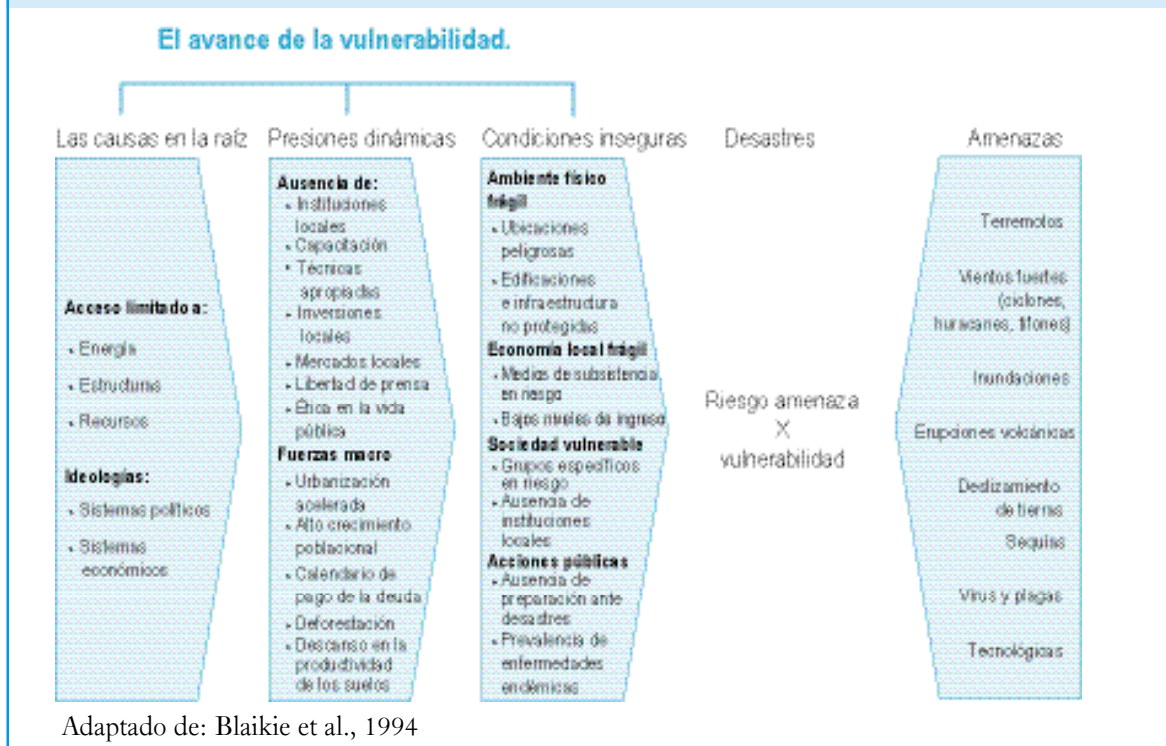 El avance de la vulnerabilidad.
Las causas en la raíz
Acceso limitado a:
• Energía
• Estructuras
• Recursos
Ideologías:
• Sistemas políticos
• Sistemas
económicos
Presiones dinámicas
Ausencia de:
• Instituciones
locales
• Capacitación
• Técnicas
apropiadas
• Inversiones
locales
• Mercados locales
• Libertad de prensa
• Ética en la vida
pública
Fuerzas macro
• Urbanización
acelerada
• Alto crecimiento
poblacional
• Calendario de
pago de la deuda
• Deforestación
• Descanso en la
productividad
de los suelos
Condiciones inseguras
Ambiente físico
frágil
• Ubicaciones
peligrosas
• Edificaciones
e infraestructura
no protegidas
Economía local frágil
• Medios de subsistencia
en riesgo
• Bajos niveles de ingreso
Sociedad vulnerable
• Grupos específicos
en riesgo
• Ausencia de
instituciones
locales
Acciones públicas
• Ausencia de
preparación ante
desastres
• Prevalencia de
enfermedades
endémicas
Desastres
Riesgo amenaza
X
vulnerabilidad
Amenazas
Terremotos
Vientos fuertes
(ciclones,
huracanes, tifones)
Inundaciones
Erupciones volcánicas
Deslizamiento
de tierras
Sequías
Virus y plagas
Tecnológicas
Adaptado de: Blaikie et al., 1994